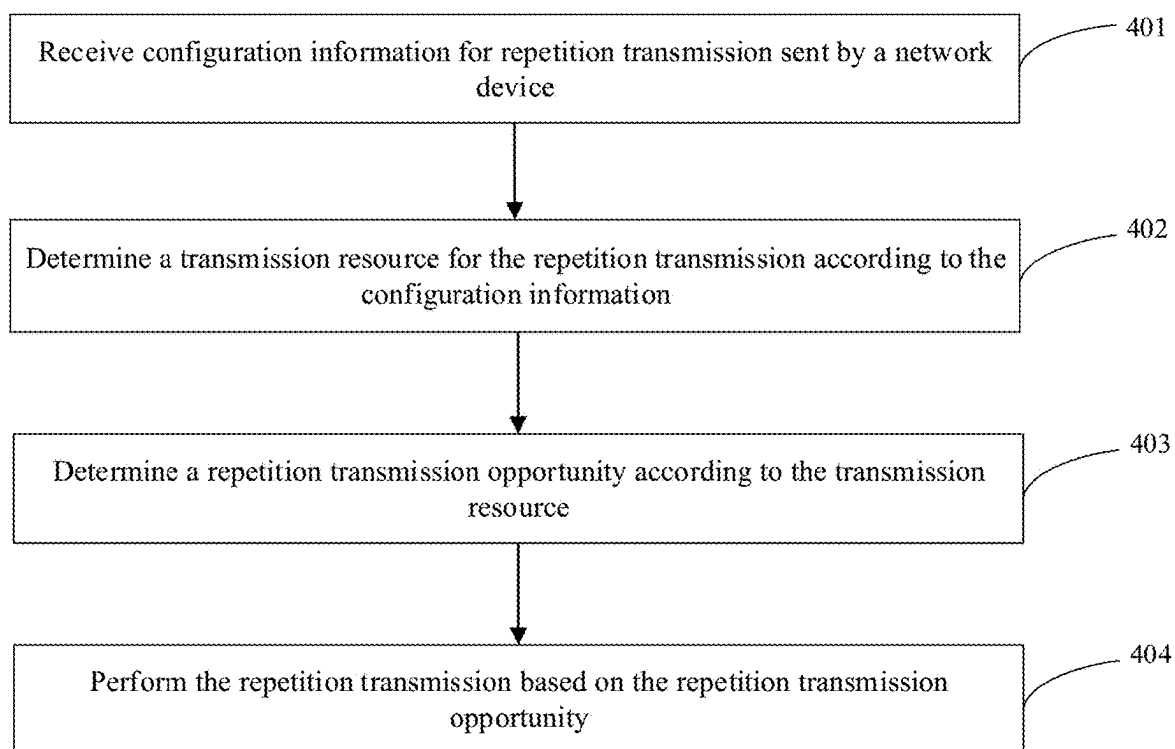 401
Receive configuration information for repetition transmission sent by a network
device
402
Determine a transmission resource for the repetition transmission according to the
configuration information
403
Determine a repetition transmission opportunity according to the transmission
resource
404
Perform the repetition transmission based on the repetition transmission
opportunity